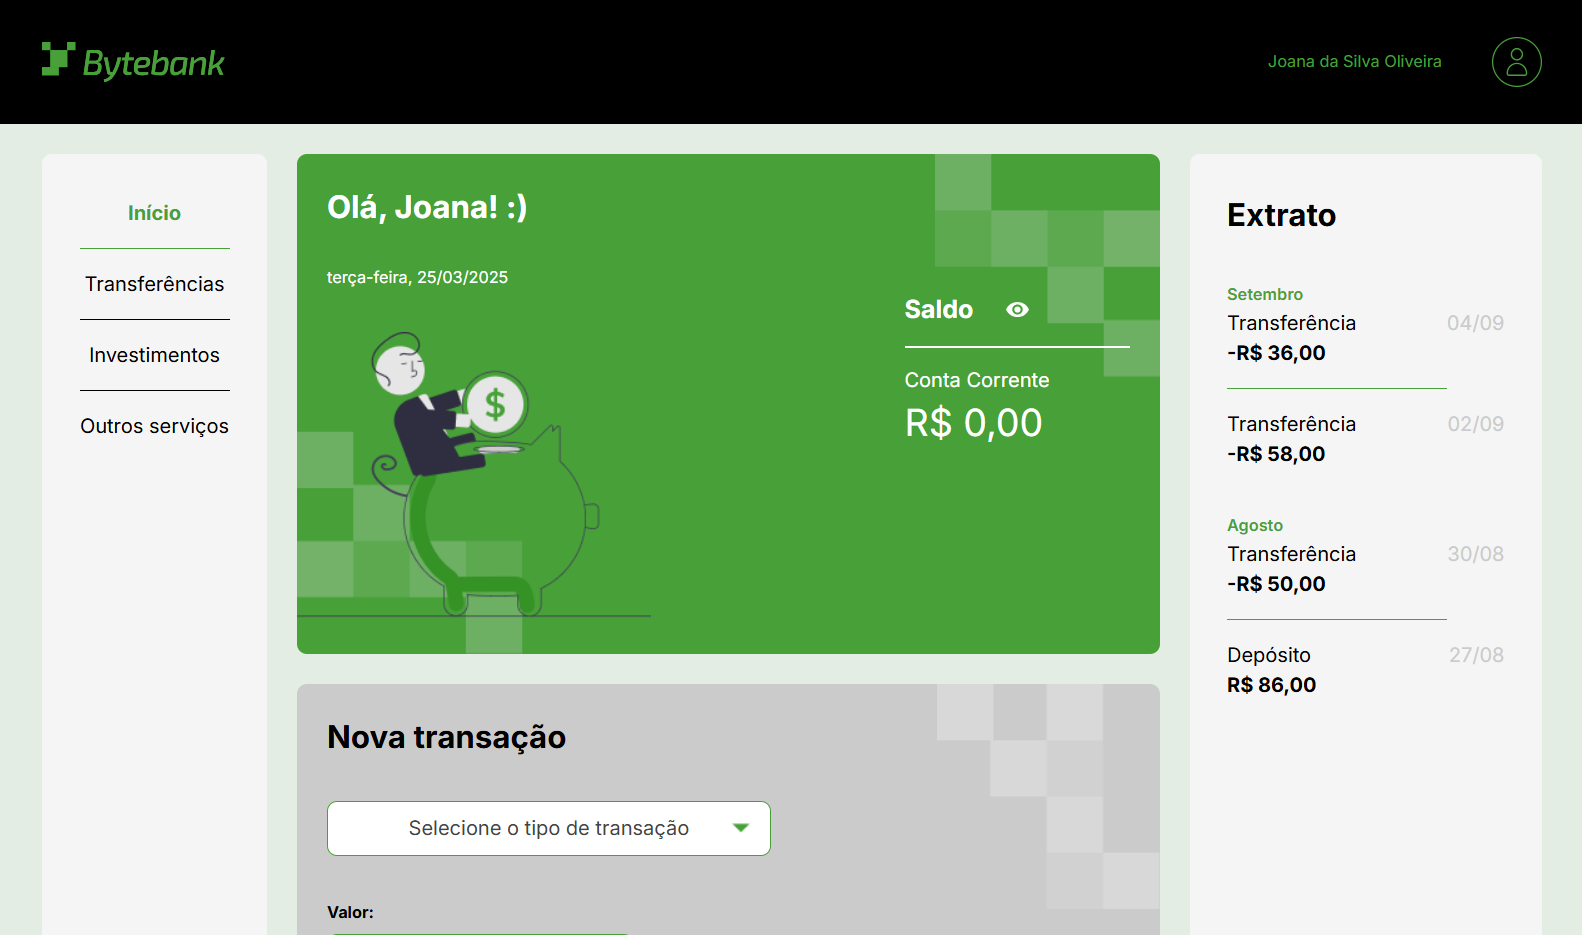 Bytebank
Joana da Silva Oliveira
Início
Transferências
Investimentos
Outros serviços
Olá, Joana! :)
terça-feira, 25/03/2025
Saldo
Conta Corrente
R$ 0,00
$
Nova transação
Selecione o tipo de transação
Valor:
Extrato
Setembro
Transferência 04/09
-R$ 36,00
Transferência 02/09
-R$ 58,00
Agosto
Transferência 30/08
-R$ 50,00
Depósito 27/08
R$ 86,00